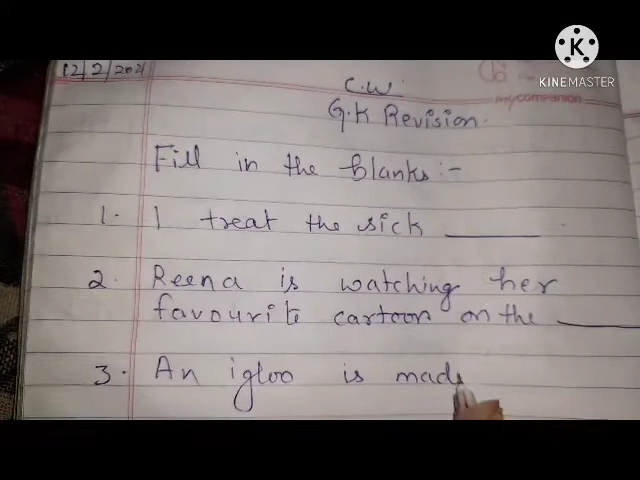 12/2/2021
C.W.
G.K Revision.
Fill in the blanks :-
1. I treat the sick ______
2. Reena is watching her
favourite cartoon on the ______
3. An igloo is made
KINEMASTER
mycompanion